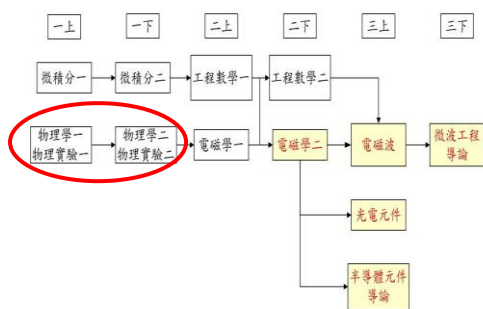 一上
一下
二上
二下
三上
三下
微積分一
微積分二
工程數學一
工程數學二
物理學一
物理實驗一
物理學二
物理實驗二
電磁學一
電磁學二
電磁波
微波工程
導論
光電元件
半導體元件
導論